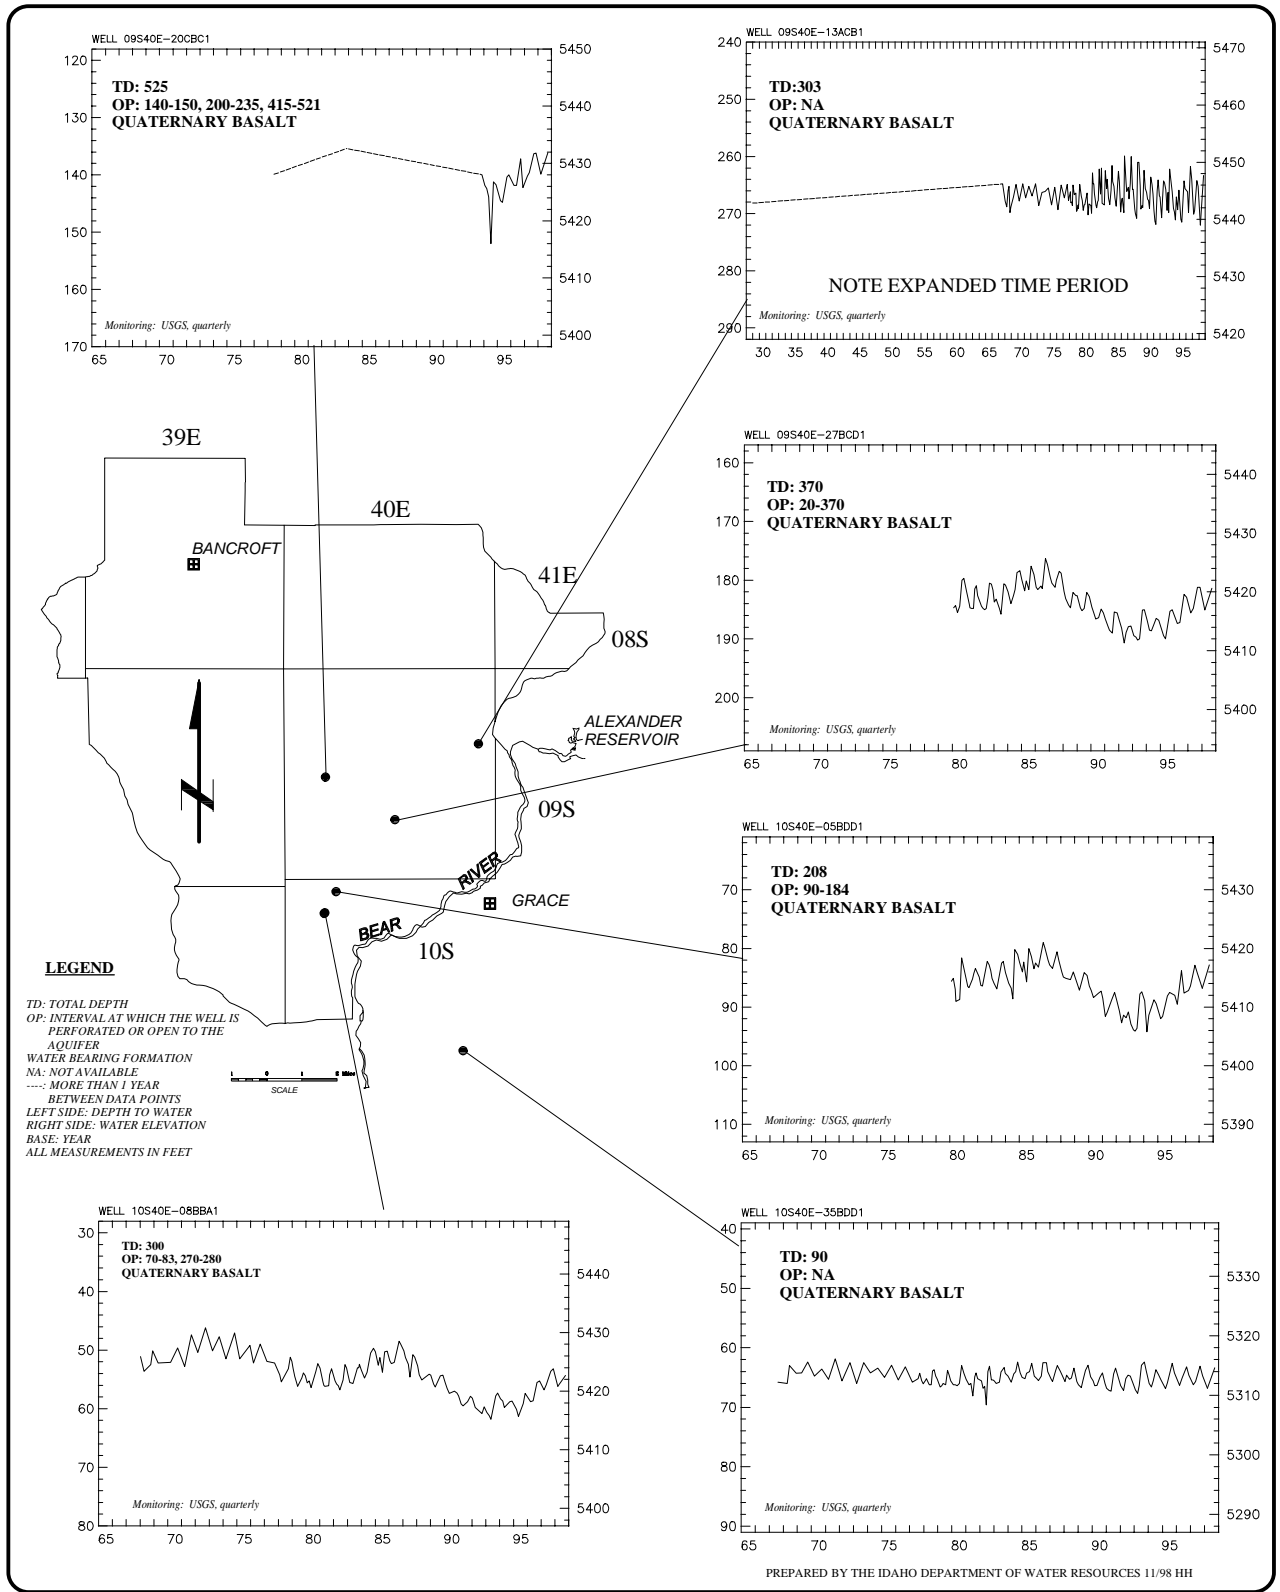 WELL 09S40E-20CBC1
TD: 525
OP: 140-150, 200-235, 415-521
QUATERNARY BASALT
Monitoring: USGS, quarterly
120
130
140
150
160
170
5450
5440
5430
5420
5410
5400
65 70 75 80 85 90 95
WELL 09S40E-13ACB1
TD:303
OP: NA
QUATERNARY BASALT
NOTE EXPANDED TIME PERIOD
Monitoring: USGS, quarterly
240
250
260
270
280
290
5470
5460
5450
5440
5430
5420
30 35 40 45 50 55 60 65 70 75 80 85 90 95
39E
40E
BANCROFT
41E
08S
ALEXANDER
RESERVOIR
09S
RIVER
GRACE
BEAR
10S
N
WELL 09S40E-27BCD1
TD: 370
OP: 20-370
QUATERNARY BASALT
Monitoring: USGS, quarterly
160
170
180
190
200
5440
5430
5420
5410
5400
65 70 75 80 85 90 95
WELL 10S40E-05BDD1
TD: 208
OP: 90-184
QUATERNARY BASALT
Monitoring: USGS, quarterly
70
80
90
100
110
5430
5420
5410
5400
5390
65 70 75 80 85 90 95
LEGEND
TD: TOTAL DEPTH
OP: INTERVAL AT WHICH THE WELL IS
PERFORATED OR OPEN TO THE
AQUIFER
WATER BEARING FORMATION
NA: NOT AVAILABLE
----: MORE THAN 1 YEAR
BETWEEN DATA POINTS
LEFT SIDE: DEPTH TO WATER
RIGHT SIDE: WATER ELEVATION
BASE: YEAR
ALL MEASUREMENTS IN FEET
SCALE
WELL 10S40E-08BBA1
TD: 300
OP: 70-83, 270-280
QUATERNARY BASALT
Monitoring: USGS, quarterly
30
40
50
60
70
80
5440
5430
5420
5410
5400
65 70 75 80 85 90 95
WELL 10S40E-35BDD1
TD: 90
OP: NA
QUATERNARY BASALT
Monitoring: USGS, quarterly
40
50
60
70
80
90
5330
5320
5310
5300
5290
65 70 75 80 85 90 95
PREPARED BY THE IDAHO DEPARTMENT OF WATER RESOURCES 11/98 HH